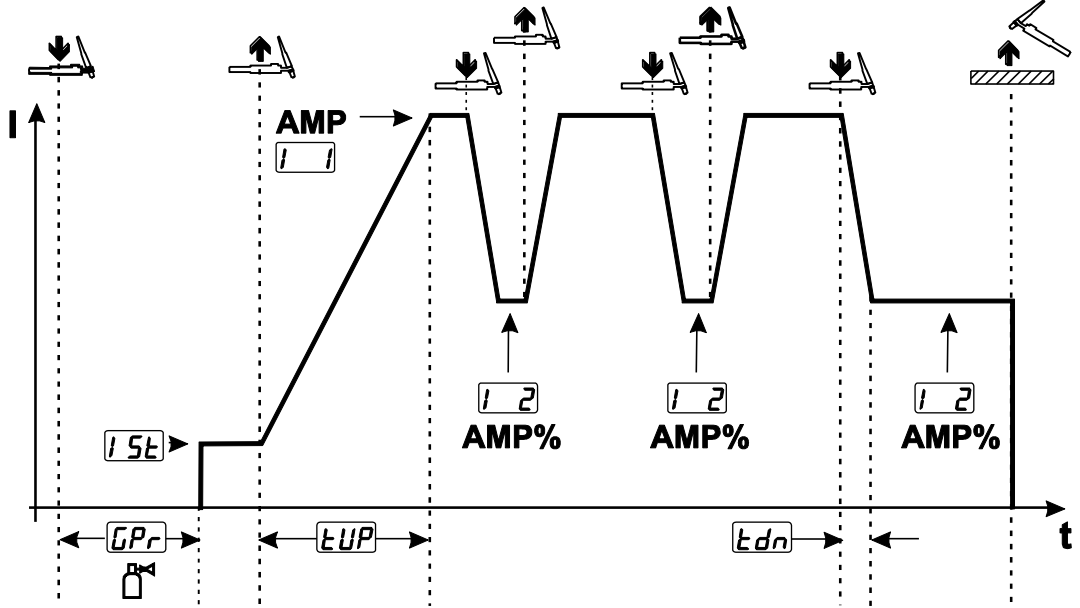 I
AMP
I 1
I St
I 2
AMP%
I 2
AMP%
I 2
AMP%
GPr
tUP
tdn
t